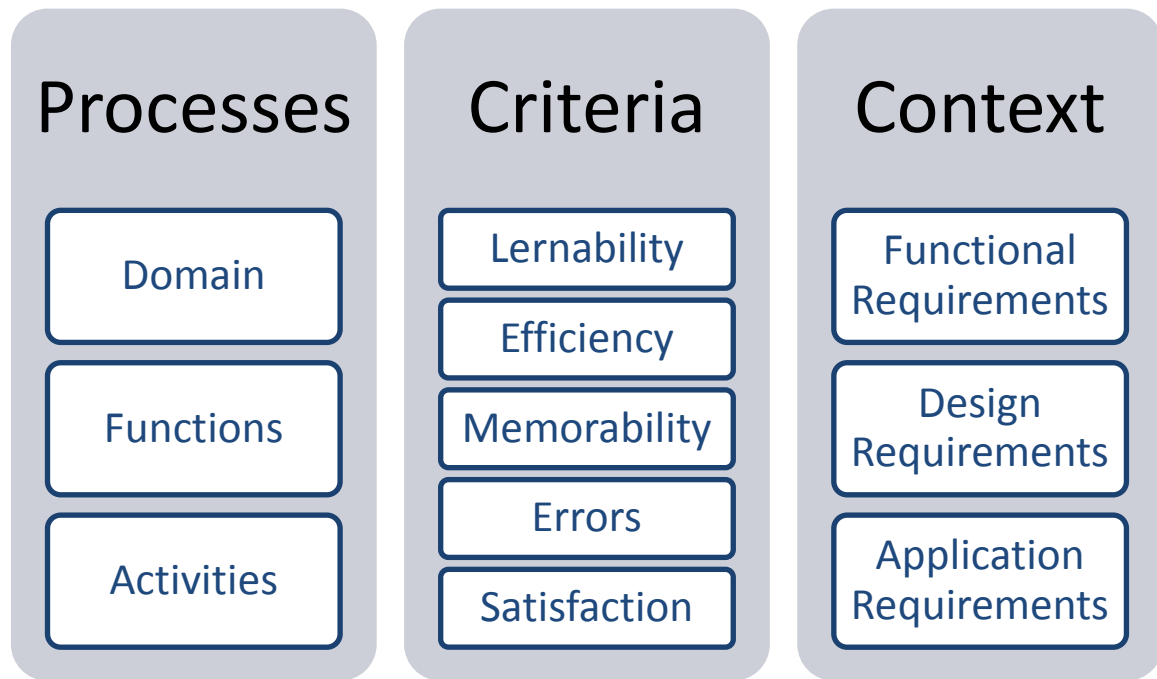 Processes
Domain
Functions
Activities
Criteria
Lernability
Efficiency
Memorability
Errors
Satisfaction
Context
Functional
Requirements
Design
Requirements
Application
Requirements